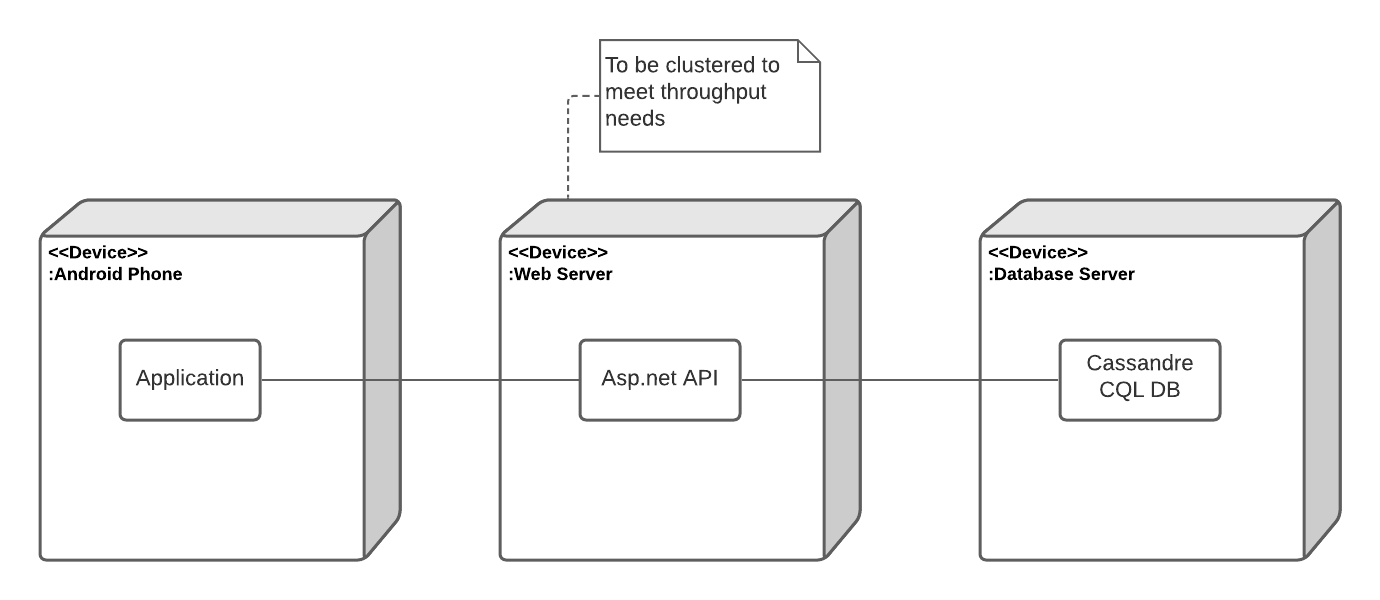 To be clustered to
meet throughput
needs
<<Device>>
:Android Phone
Application
<<Device>>
:Web Server
Asp.net API
<<Device>>
:Database Server
Cassandre
CQL DB